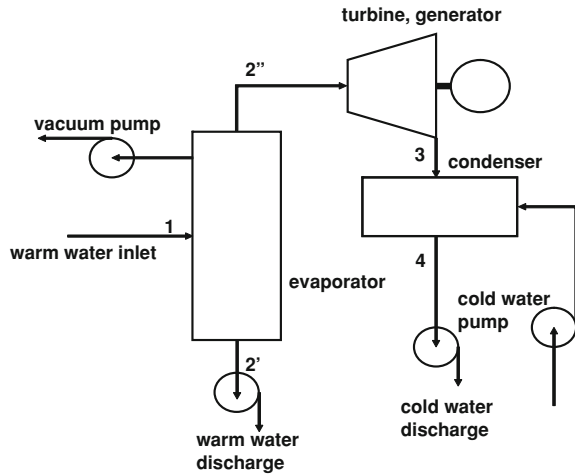 turbine, generator
2”
vacuum pump
3
condenser
1
warm water inlet
4
evaporator
cold water
pump
2’
cold water
discharge
warm water
discharge